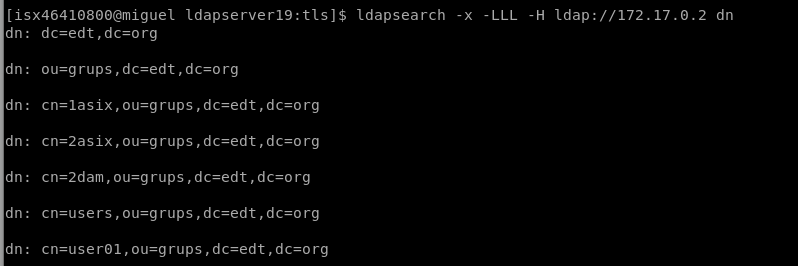 [isx46410800@miguel ldapserver19:tls]$ ldapsearch -x -LLL -H ldap://172.17.0.2 dn
dn: dc=edt,dc=org
dn: ou=grups,dc=edt,dc=org
dn: cn=1asix,ou=grups,dc=edt,dc=org
dn: cn=2asix,ou=grups,dc=edt,dc=org
dn: cn=2dam,ou=grups,dc=edt,dc=org
dn: cn=users,ou=grups,dc=edt,dc=org
dn: cn=user01,ou=grups,dc=edt,dc=org